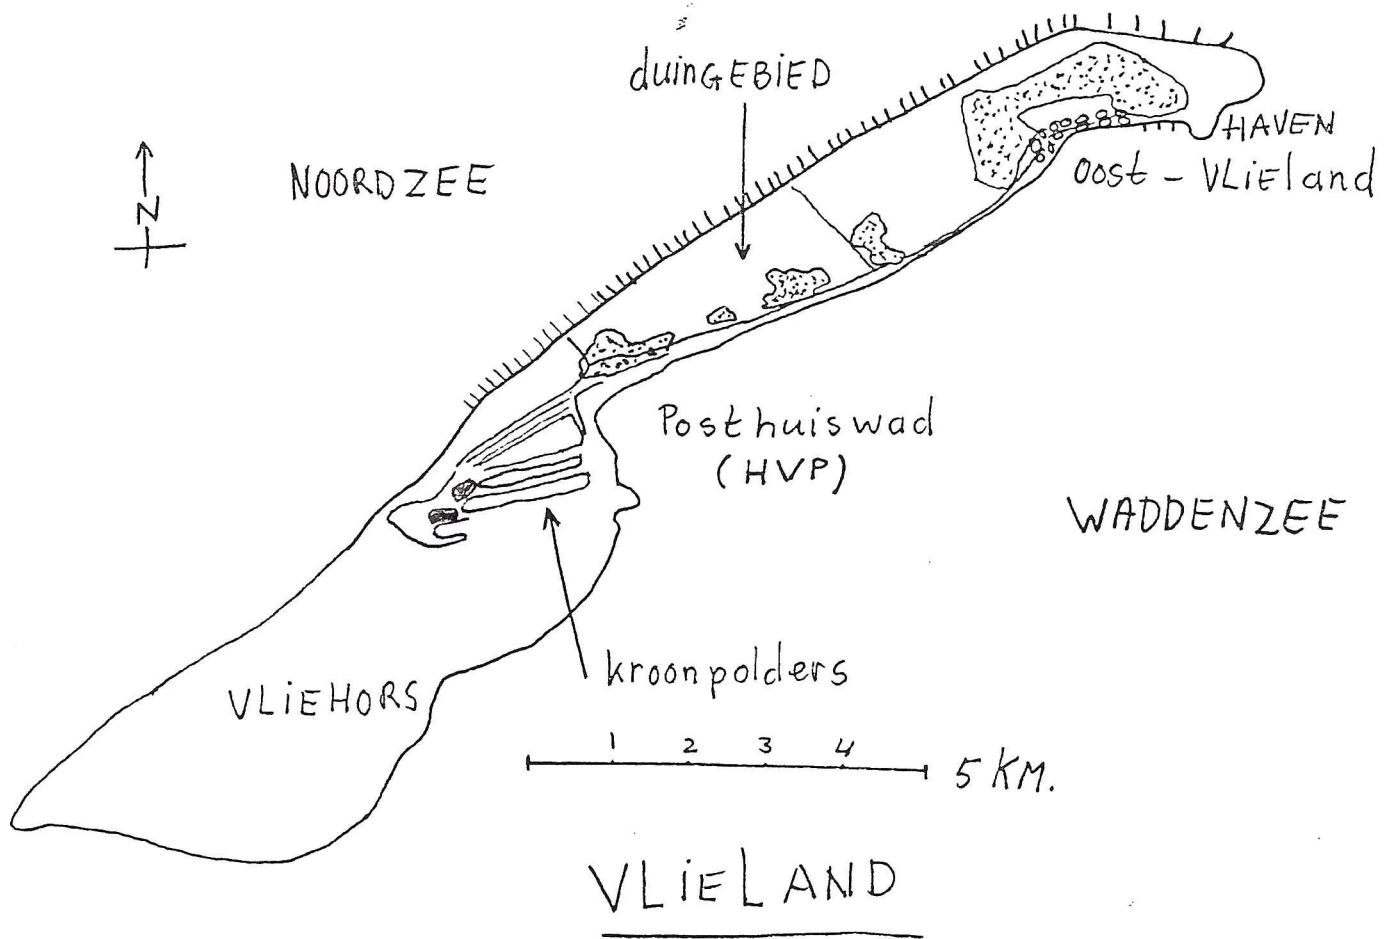 duinGEBiED
NOORDZEE
N
HAVEN
Oost - VLiEland
Posthuiswad
(HVP)
WADDENZEE
kroonpolders
VLiEHORS
1 2 3 4
5 KM.
VLiELAND